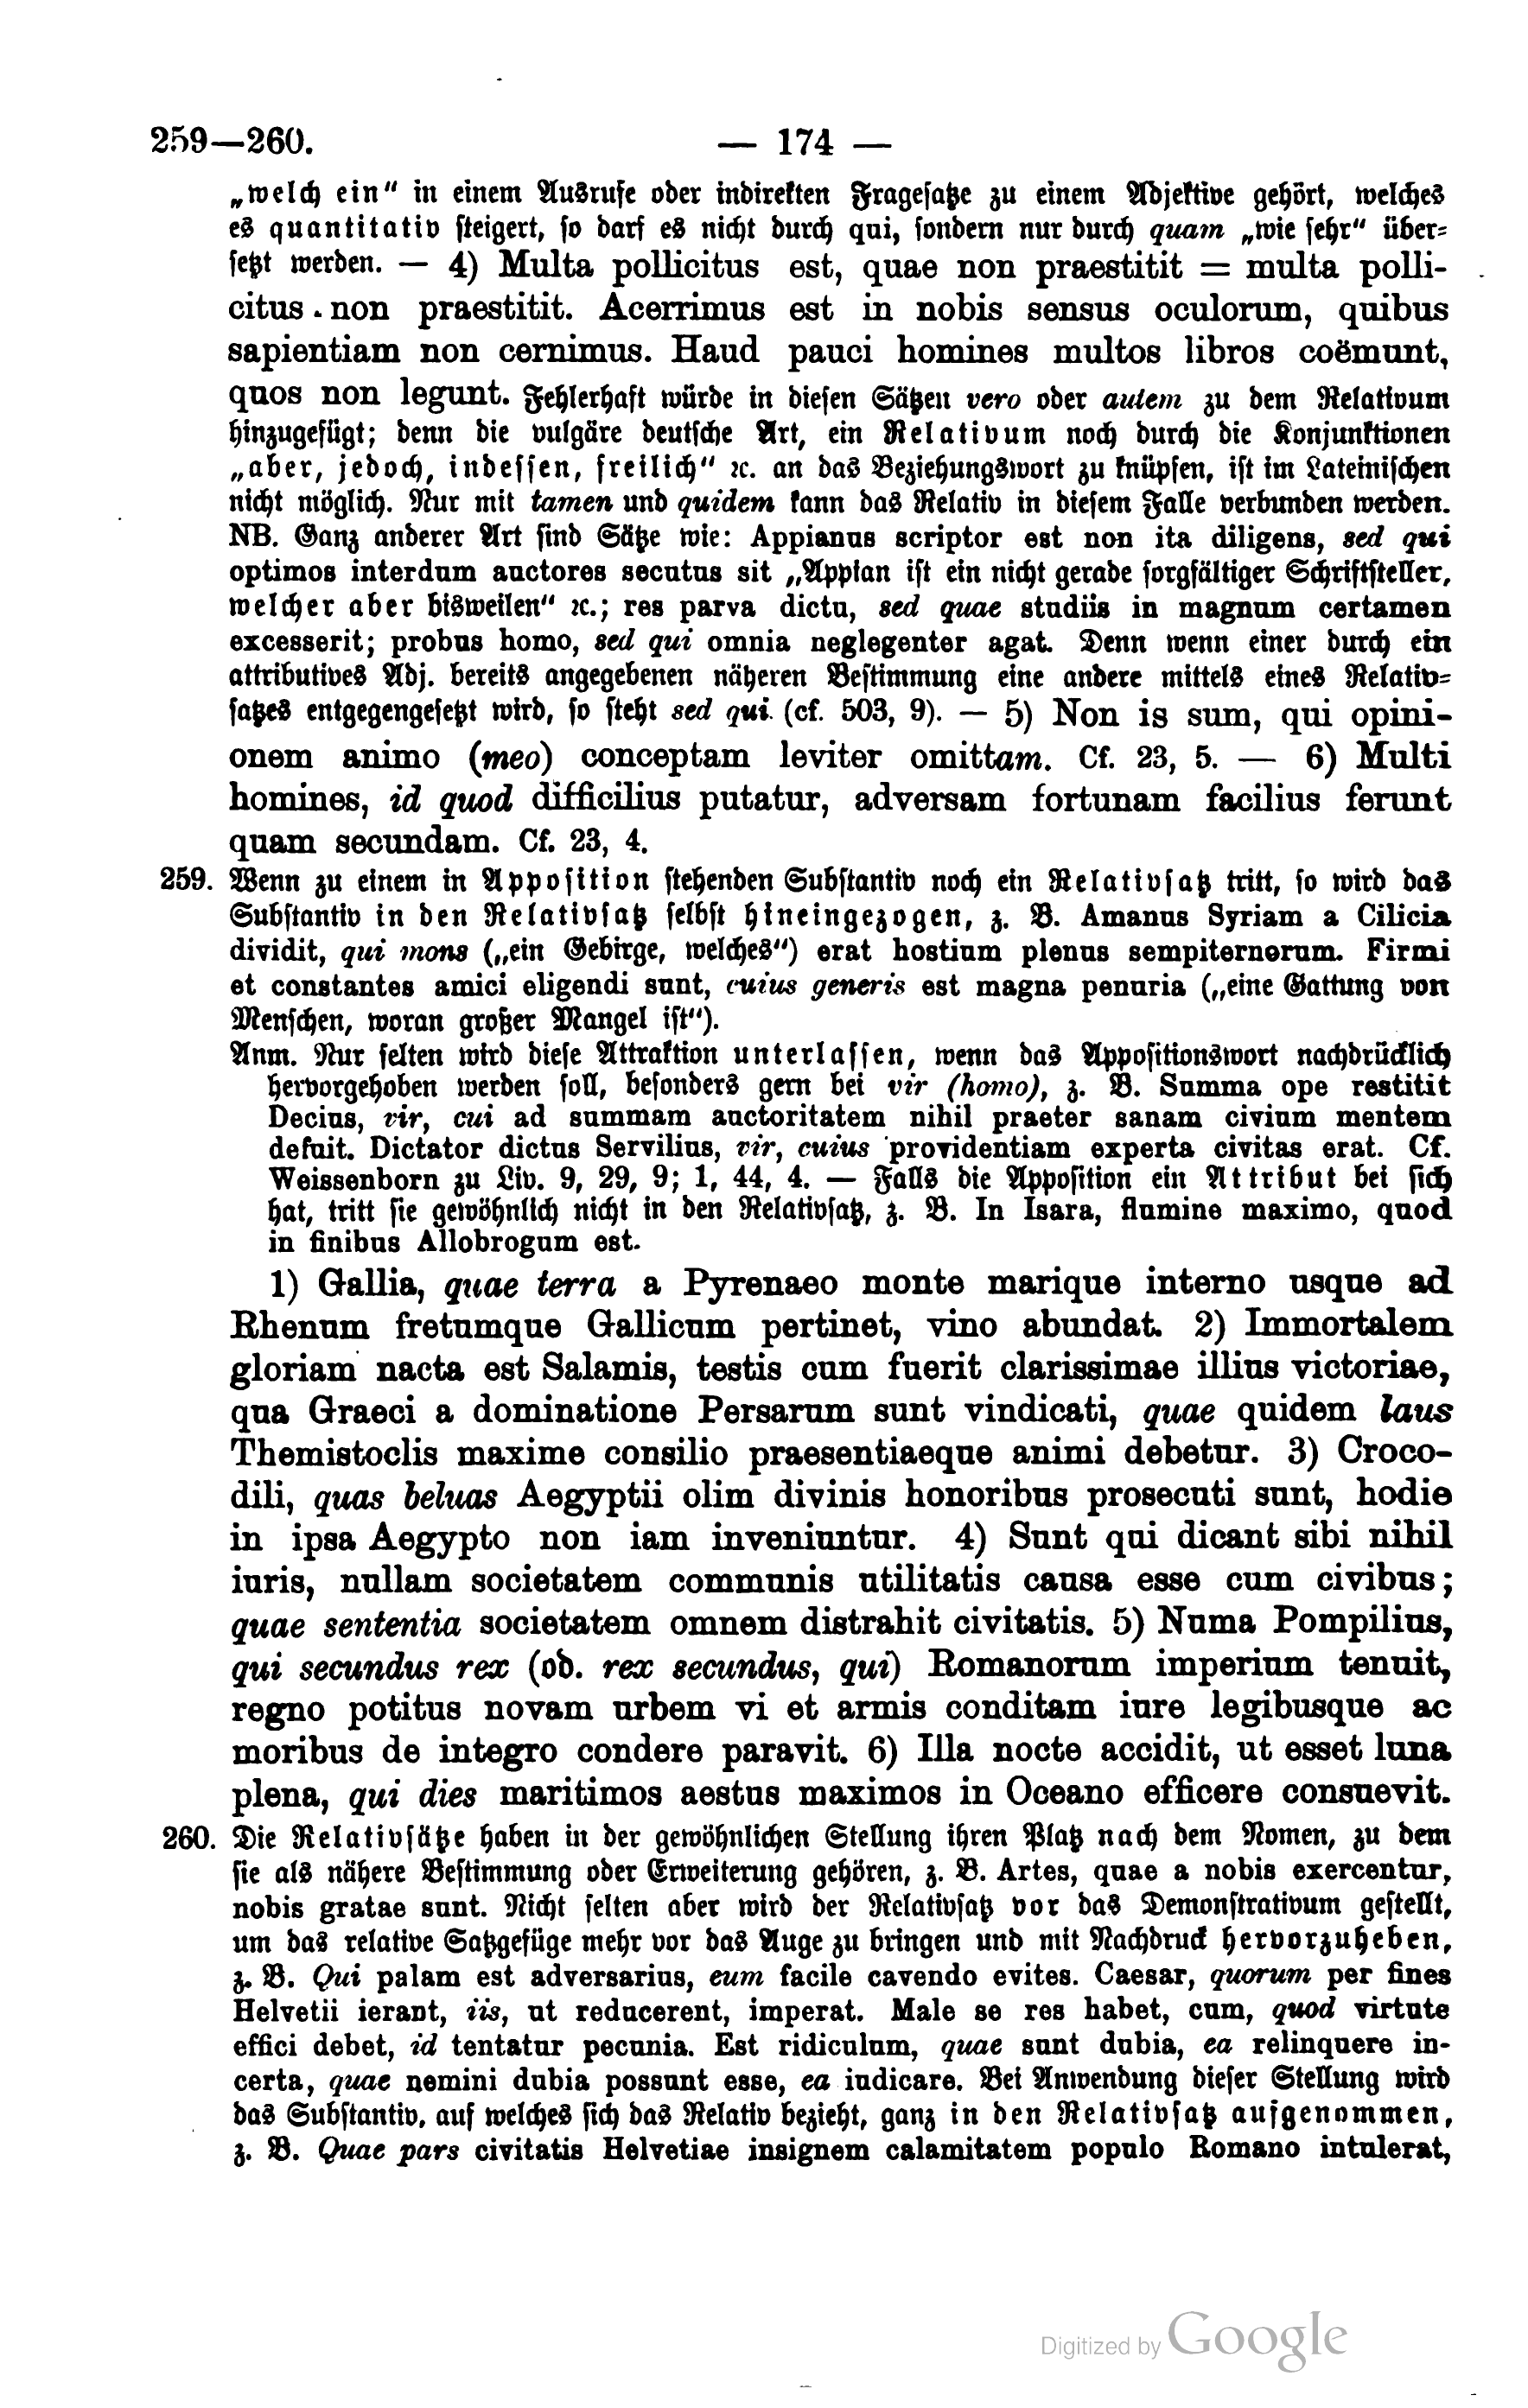 259—260.
— 174 —
„welch ein" in einem Ausrufe oder indirekten Fragesatze zu einem Adjektive gehört, welches
es quantitativ steigert, so darf es nicht durch qui, sondern nur durch quam „wie sehr" über-
setzt werden. — 4) Multa pollicitus est, quae non praestitit = multa polli-
citus non praestitit. Acerrimus est in nobis sensus oculorum, quibus
sapientiam non cernimus. Haud pauci homines multos libros coëmunt,
quos non legunt. Fehlerhaft würde in diesen Sätzen vero oder autem zu dem Relativum
hinzugefügt; denn die vulgäre deutsche Art, ein Relativum noch durch die Konjunktionen
„aber, jedoch, indessen, freilich" ꝛc. an das Beziehungswort zu knüpfen, ist im Lateinischen
nicht möglich. Nur mit tamen und quidem kann das Relativ in diesem Falle verbunden werden.
NB. Ganz anderer Art sind Sätze wie: Appianus scriptor est non ita diligens, sed qui
optimos interdum auctores secutus sit „Appian ist ein nicht gerade sorgfältiger Schriftsteller,
welcher aber bisweilen" ꝛc.; res parva dictu, sed quae studiis in magnum certamen
excesserit; probus homo, sed qui omnia neglegenter agat. Denn wenn einer durch ein
attributives Adj. bereits angegebenen näheren Bestimmung eine andere mittels eines Relativ-
satzes entgegengesetzt wird, so steht sed qui. (cf. 503, 9). — 5) Non is sum, qui opini-
onem animo (meo) conceptam leviter omittam. Cf. 23, 5. — 6) Multi
homines, id quod difficilius putatur, adversam fortunam facilius ferunt
quam secundam. Cf. 23, 4.
259. Wenn zu einem in Apposition stehenden Substantiv noch ein Relativsatz tritt, so wird das
Substantiv in den Relativsatz selbst hineingezogen, z. B. Amanus Syriam a Cilicia
dividit, qui mons („ein Gebirge, welches") erat hostium plenus sempiternorum. Firmi
et constantes amici eligendi sunt, cuius generis est magna penuria („eine Gattung von
Menschen, woran großer Mangel ist").
Anm. Nur selten wird diese Attraktion unterlassen, wenn das Appositionswort nachdrücklich
hervorgehoben werden soll, besonders gern bei vir (homo), z. B. Summa ope restitit
Decius, vir, cui ad summam auctoritatem nihil praeter sanam civium mentem
defuit. Dictator dictus Servilius, vir, cuius providentiam experta civitas erat. Cf.
Weissenborn zu Liv. 9, 29, 9; 1, 44, 4. — Falls die Apposition ein Attribut bei sich
hat, tritt sie gewöhnlich nicht in den Relativsatz, z. B. In Isara, flumine maximo, quod
in finibus Allobrogum est.
1) Gallia, quae terra a Pyrenaeo monte marique interno usque ad
Rhenum fretumque Gallicum pertinet, vino abundat. 2) Immortalem
gloriam nacta est Salamis, testis cum fuerit clarissimae illius victoriae,
qua Graeci a dominatione Persarum sunt vindicati, quae quidem laus
Themistoclis maxime consilio praesentiaeque animi debetur. 3) Croco-
dili, quas beluas Aegyptii olim divinis honoribus prosecuti sunt, hodie
in ipsa Aegypto non iam inveniuntur. 4) Sunt qui dicant sibi nihil
iuris, nullam societatem communis utilitatis causa esse cum civibus;
quae sententia societatem omnem distrahit civitatis. 5) Numa Pompilius,
qui secundus rex (od. rex secundus, qui) Romanorum imperium tenuit,
regno potitus novam urbem vi et armis conditam iure legibusque ac
moribus de integro condere paravit. 6) Illa nocte accidit, ut esset luna
plena, qui dies maritimos aestus maximos in Oceano efficere consuevit.
260. Die Relativsätze haben in der gewöhnlichen Stellung ihren Platz nach dem Nomen, zu dem
sie als nähere Bestimmung oder Erweiterung gehören, z. B. Artes, quae a nobis exercentur,
nobis gratae sunt. Nicht selten aber wird der Relativsatz vor das Demonstrativum gestellt,
um das relative Satzgefüge mehr vor das Auge zu bringen und mit Nachdruck hervorzuheben,
z. B. Qui palam est adversarius, eum facile cavendo evites. Caesar, quorum per fines
Helvetii ierant, iis, ut reducerent, imperat. Male se res habet, cum, quod virtute
effici debet, id tentatur pecunia. Est ridiculum, quae sunt dubia, ea relinquere in-
certa, quae nemini dubia possunt esse, ea iudicare. Bei Anwendung dieser Stellung wird
das Substantiv, auf welches sich das Relativ bezieht, ganz in den Relativsatz aufgenommen,
z. B. Quae pars civitatis Helvetiae insignem calamitatem populo Romano intulerat,
Digitized by Google